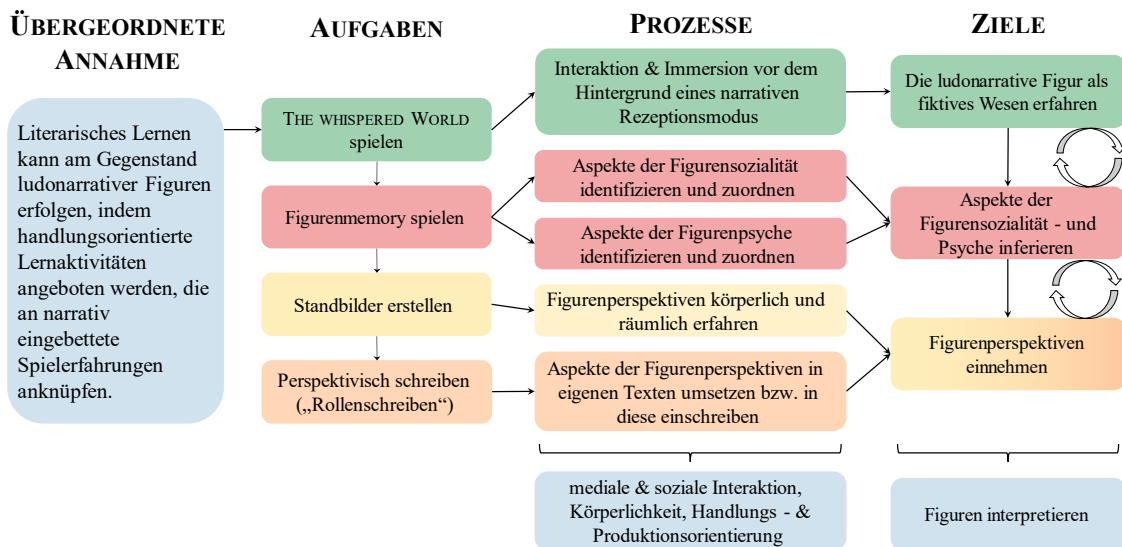 ÜBERGEORDNETE
ANNAHME
Literarisches Lernen
kann am Gegenstand
ludonarrativer Figuren
erfolgen, indem
handlungsorientierte
Lernaktivitäten
angeboten werden, die
an narrativ
eingebettete
Spielerfahrungen
anknüpfen.
AUFGABEN
THE WHISPERED WORLD
spielen
Figurenmemory spielen
Standbilder erstellen
Perspektivisch schreiben
(„Rollenschreiben“)
PROZESSE
Interaktion & Immersion vor dem
Hintergrund eines narrativen
Rezeptionsmodus
Aspekte der Figurensozialität
identifizieren und zuordnen
Aspekte der Figurenpsyche
identifizieren und zuordnen
Figurenperspektiven körperlich und
räumlich erfahren
Aspekte der Figurenperspektiven in
eigenen Texten umsetzen bzw. in
diese einschreiben
mediale & soziale Interaktion,
Körperlichkeit, Handlungs - &
Produktionsorientierung
ZIELE
Die ludonarrative Figur als
fiktives Wesen erfahren
Aspekte der
Figurensozialität - und
Psyche inferieren
Figurenperspektiven
einnehmen
Figuren interpretieren